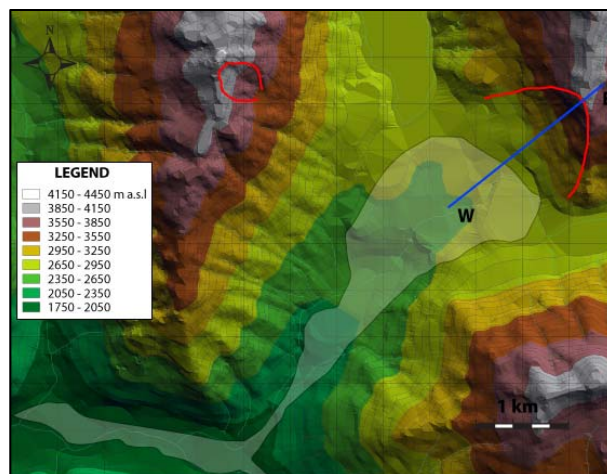 N
W
LEGEND
4150 - 4450 m a.s.l
3850 - 4150
3550 - 3850
3250 - 3550
2950 - 3250
2650 - 2950
2350 - 2650
2050 - 2350
1750 - 2050
1 km